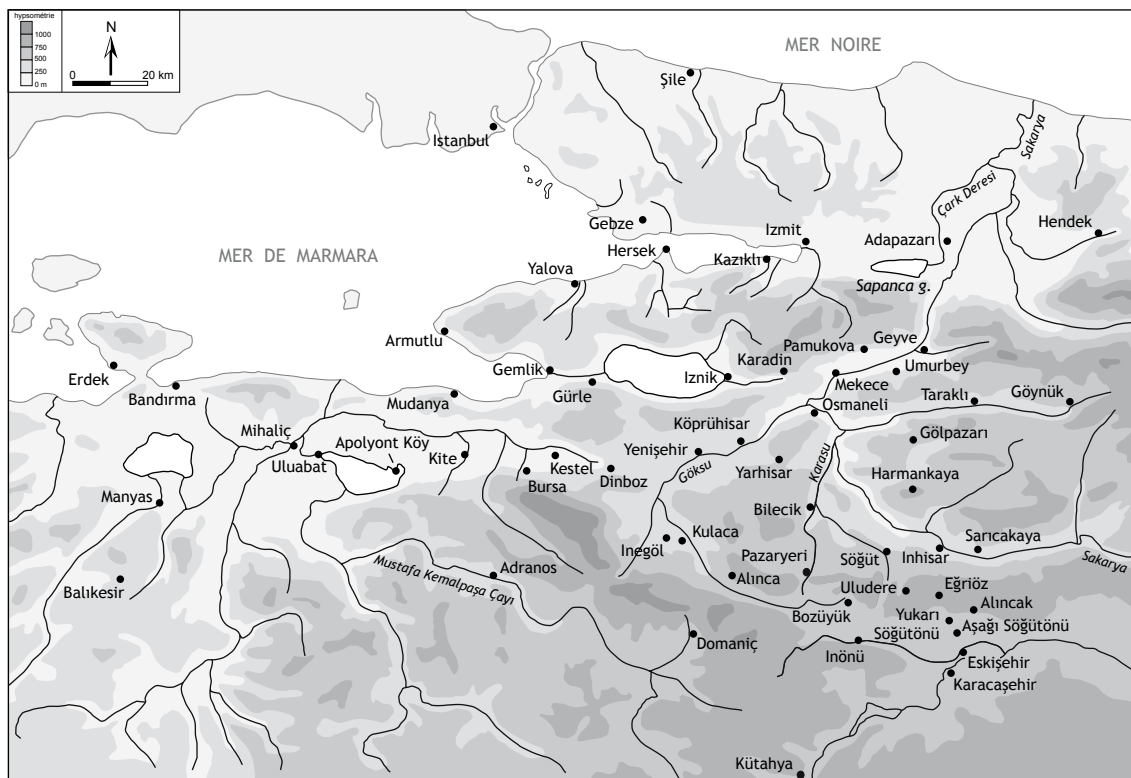 hypsométrie
1000
750
500
250
0 m
N
0 20 km
MER NOIRE
Şile
Istanbul
Sakarya
Çark Deresi
Hendek
Gebze
Izmit
Adapazarı
Hersek
Kazıklı
MER DE MARMARA
Yalova
Sapanca g.
Armutlu
Pamukova
Geyve
Erdek
Gemlik
Iznik
Karadin
Umurbey
Bandırma
Gürle
Mekece
Mudanya
Osmaneli
Taraklı
Göynük
Köprühisar
Mihaliç
Apolyont Köy
Gölpazarı
Uluabat
Kite
Kestel
Yenişehir
Göksu
Yarhisar
Karasu
Bursa
Dinboz
Harmankaya
Manyas
Bilecik
Inegöl
Kulaca
Sarıcakaya
Söğüt
Inhisar
Pazaryeri
Sakarya
Mustafa Kemalpaşa Çayı
Adranos
Alınca
Uludere
Eğriöz
Balıkesir
Bozüyük
Alıncak
Yukarı
Söğütönü
Aşağı Söğütönü
Domaniç
Inönü
Eskişehir
Karacaşehir
Kütahya